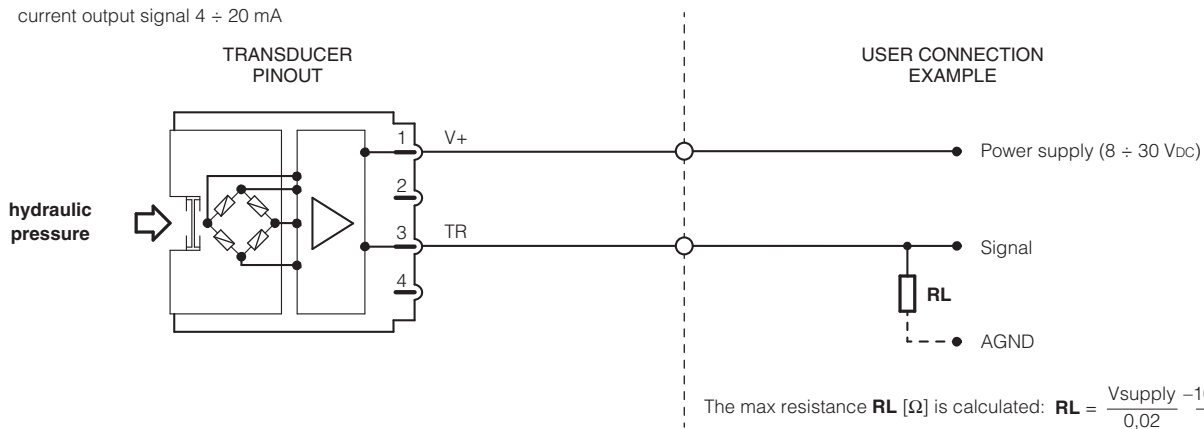 current output signal 4 ÷ 20 mA
TRANSDUCER
PINOUT
USER CONNECTION
EXAMPLE
1
V+
Power supply (8 ÷ 30 VDC)
2
hydraulic
pressure
3
TR
Signal
4
RL
AGND
The max resistance RL [Ω] is calculated: RL = Vsupply –
0,02